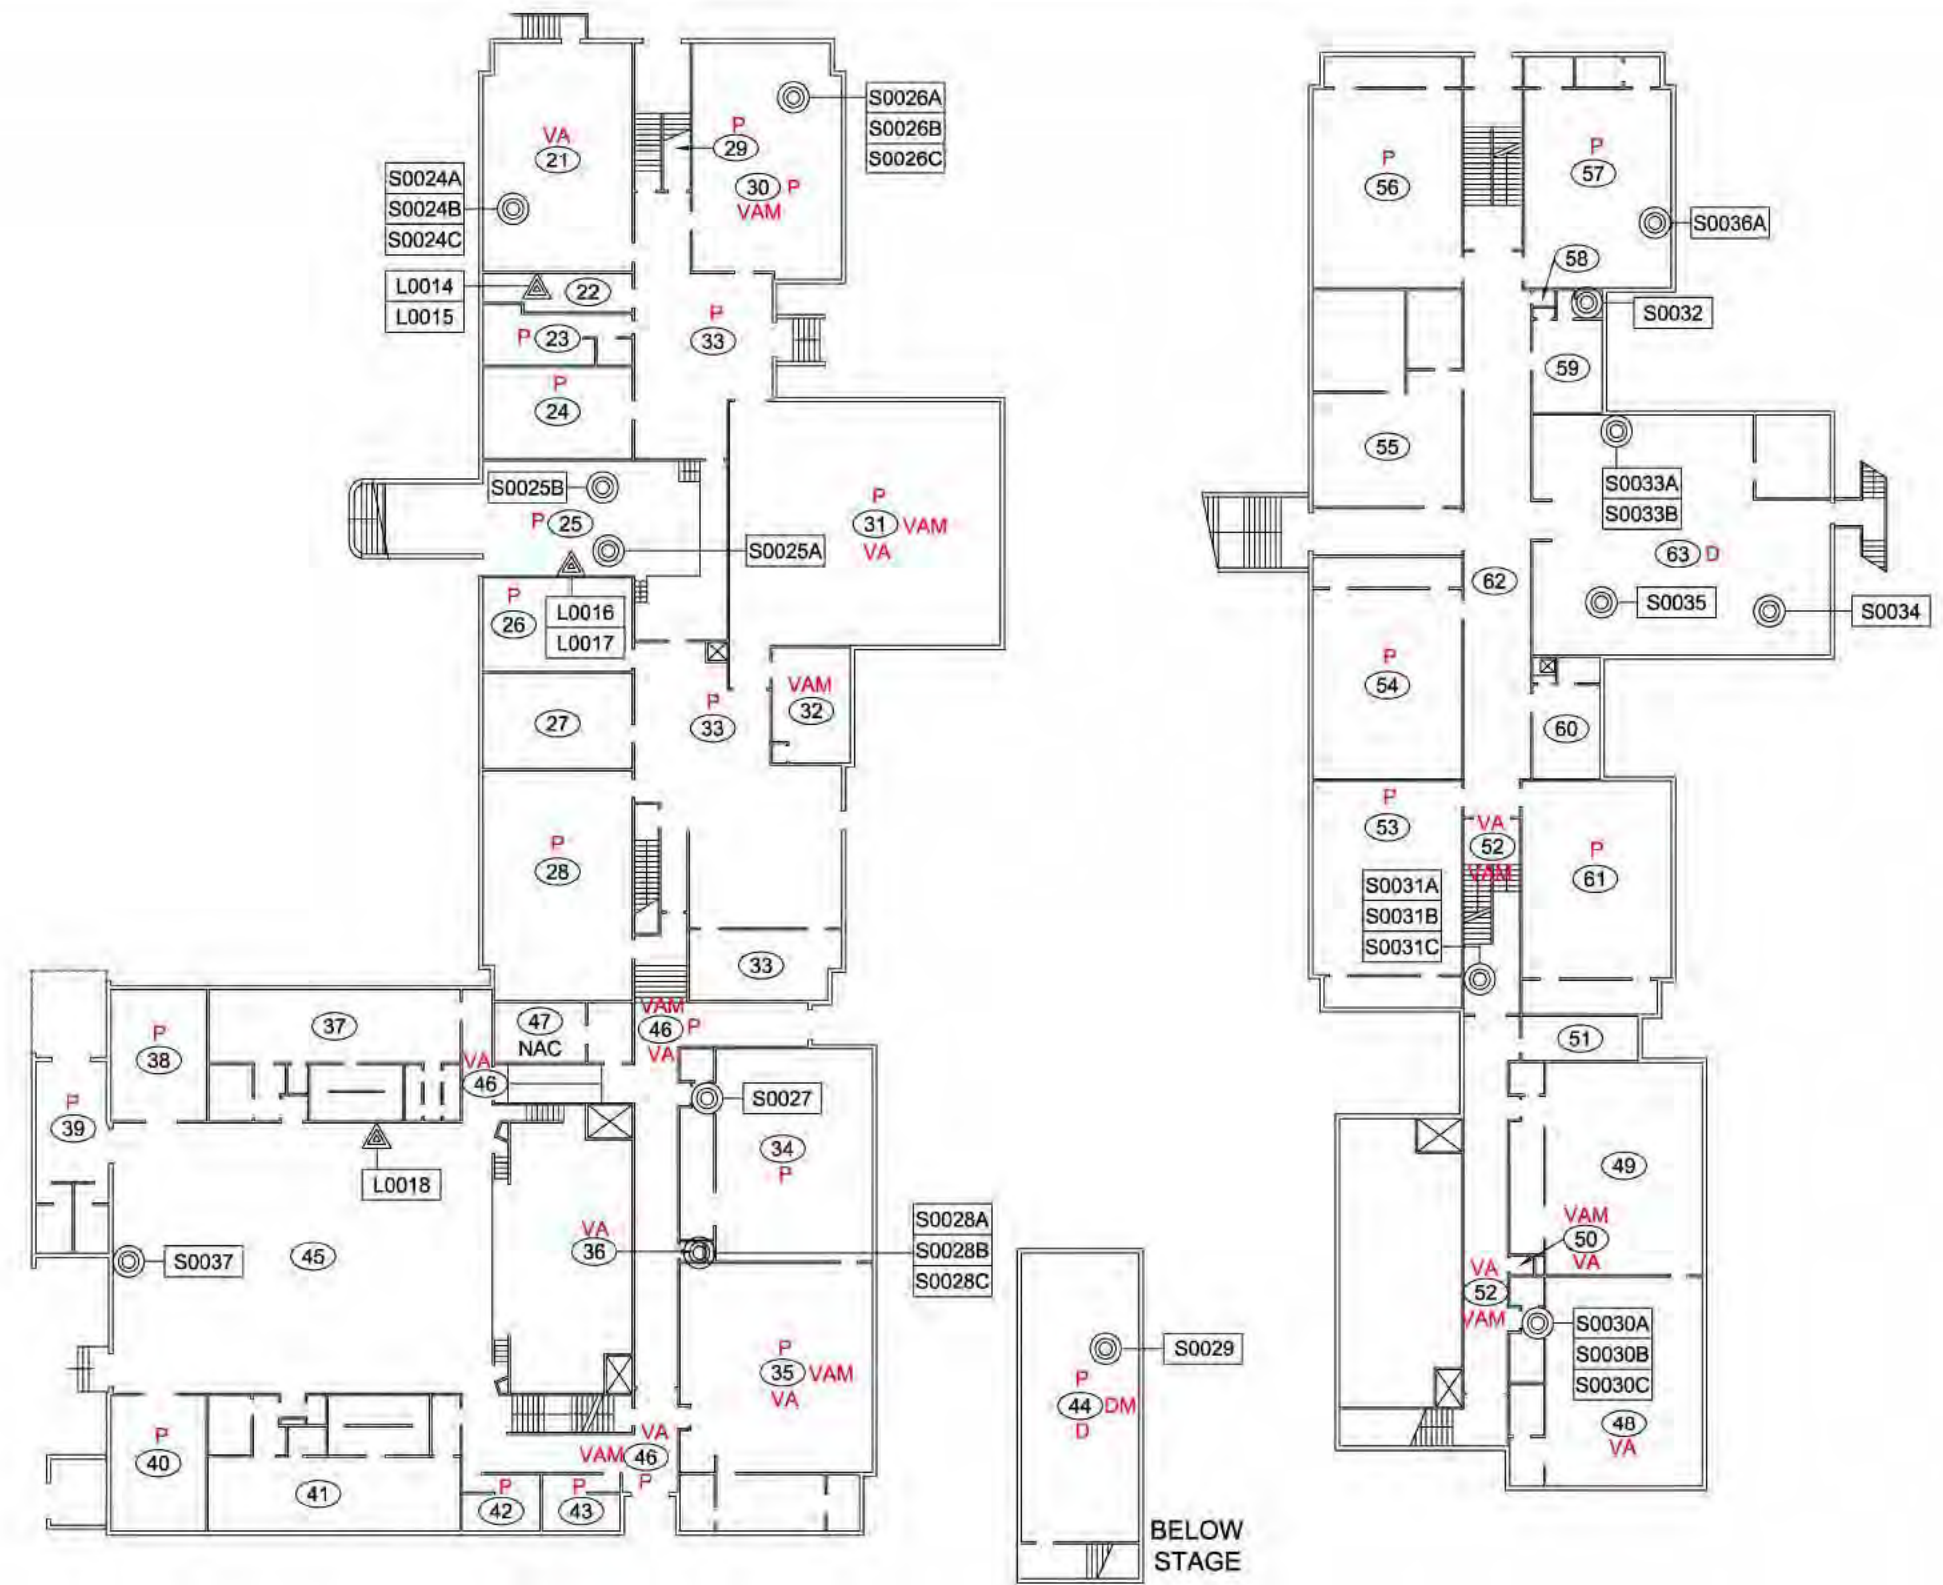 S0026A
S0026B
S0026C
P
29
VA
21
S0024A
S0024B
S0024C
30 P
VAM
L0014
L0015
22
P
33
P 23
P
24
S0025B
P 25
S0025A
P
31 VAM
VA
P
26
L0016
L0017
27
P
33
VAM
32
P
28
33
37
P
38
47
NAC
VAM
46 P
VA
VA
46
P
39
S0027
34
P
L0018
S0037
45
VA
36
S0028A
S0028B
S0028C
P
35 VAM
VA
P
40
41
P
42
P
43
VA
VAM 46
P
S0029
P
44 DM
D
BELOW
STAGE
P
56
P
57
S0036A
58
S0032
59
55
S0033A
S0033B
63 D
62
S0035
S0034
P
54
60
P
53
VA
52
VAM
P
61
S0031A
S0031B
S0031C
51
49
VAM
50
VA
VA
52
VAM
S0030A
S0030B
S0030C
48
VA